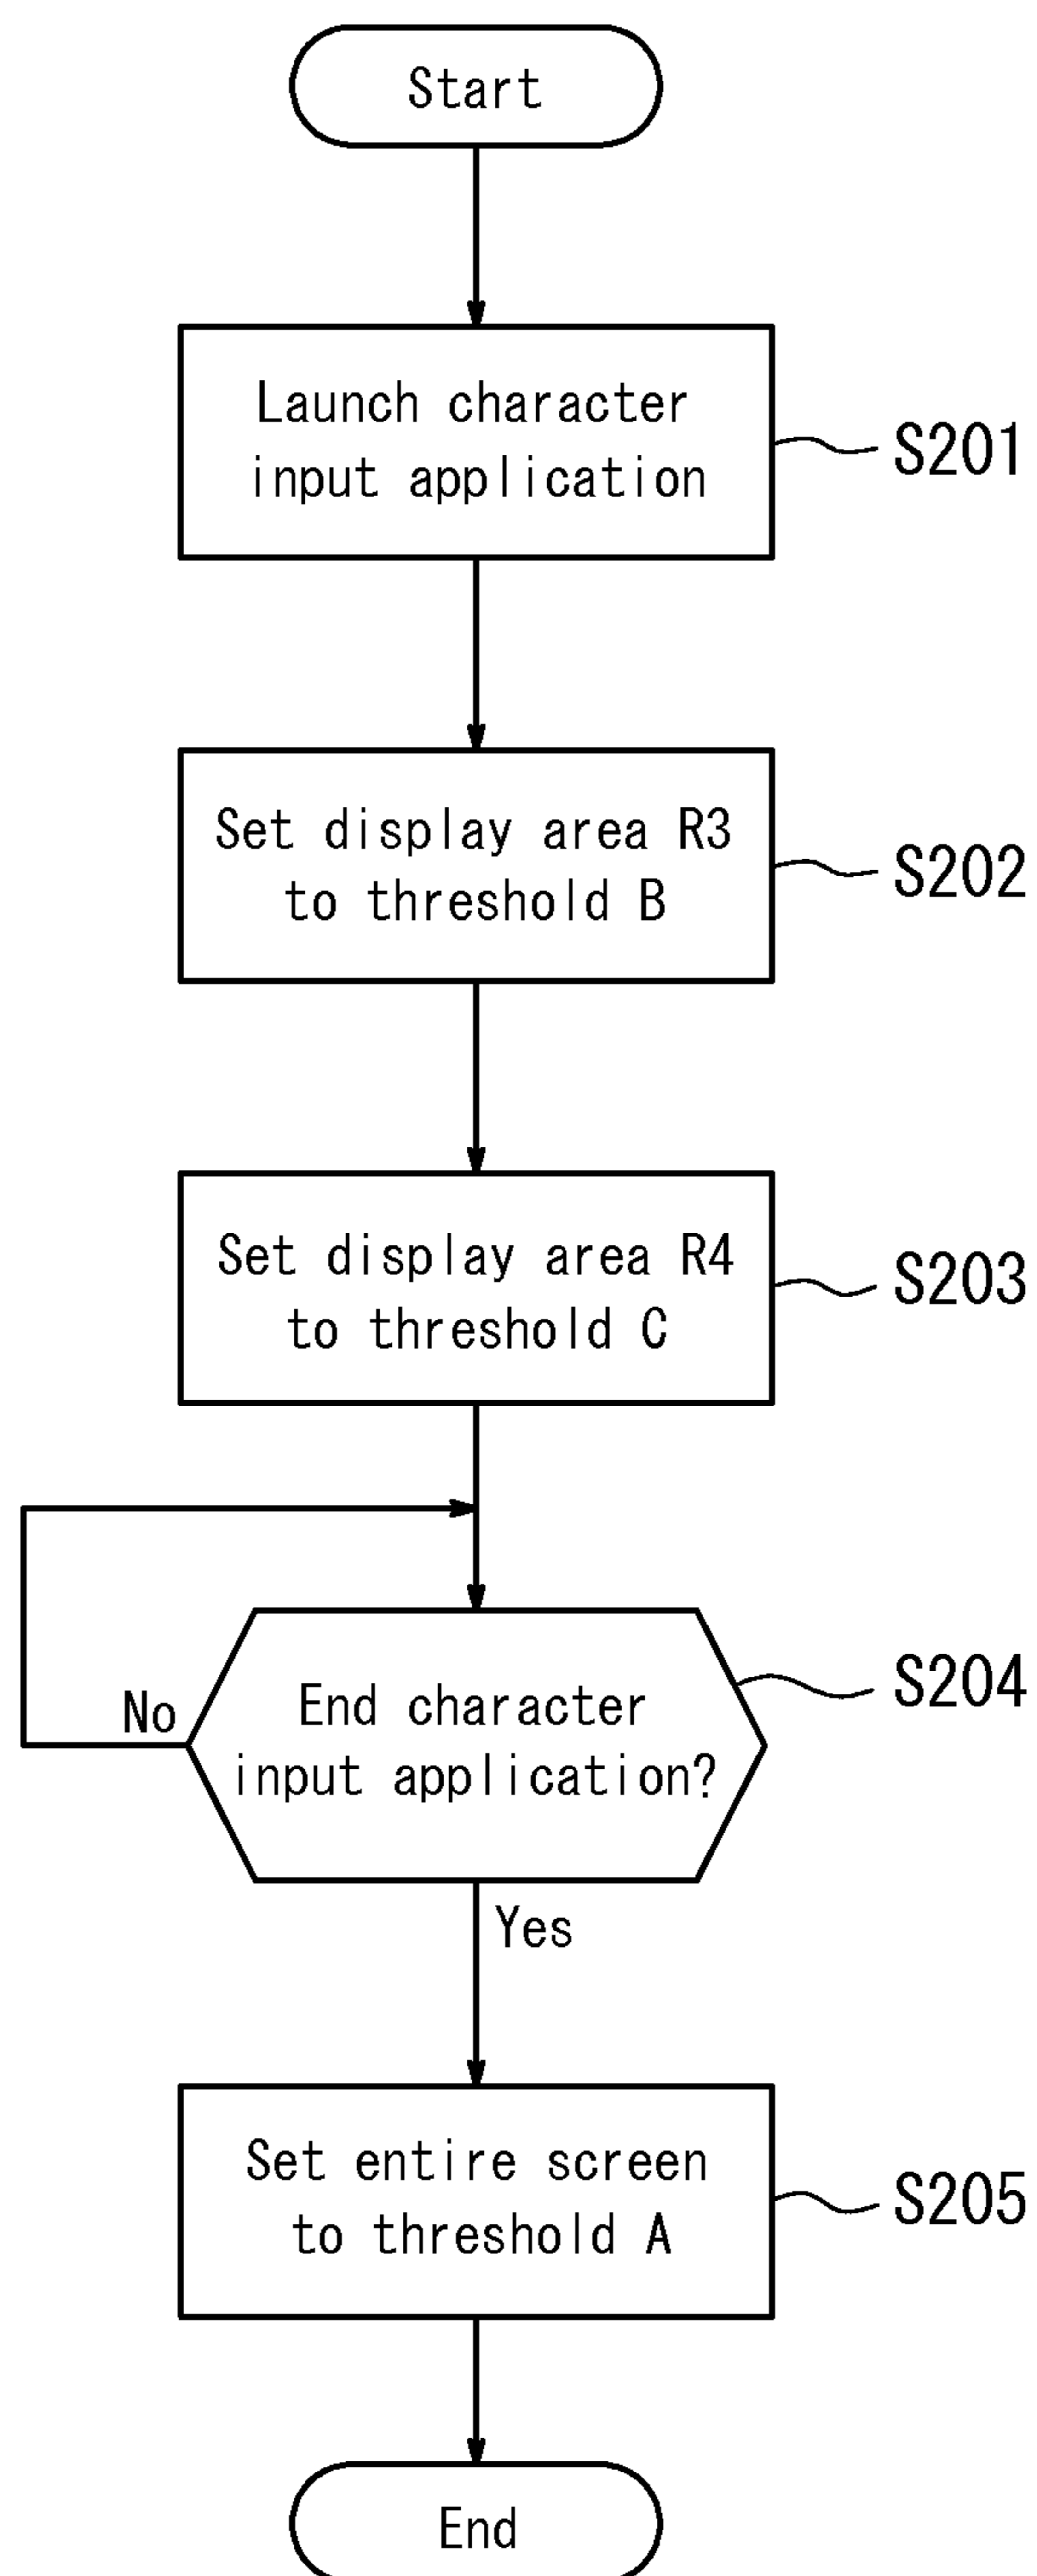 Start
Launch character
input application
S201
Set display area R3
to threshold B
S202
Set display area R4
to threshold C
S203
End character
input application?
S204
No
Yes
Set entire screen
to threshold A
S205
End